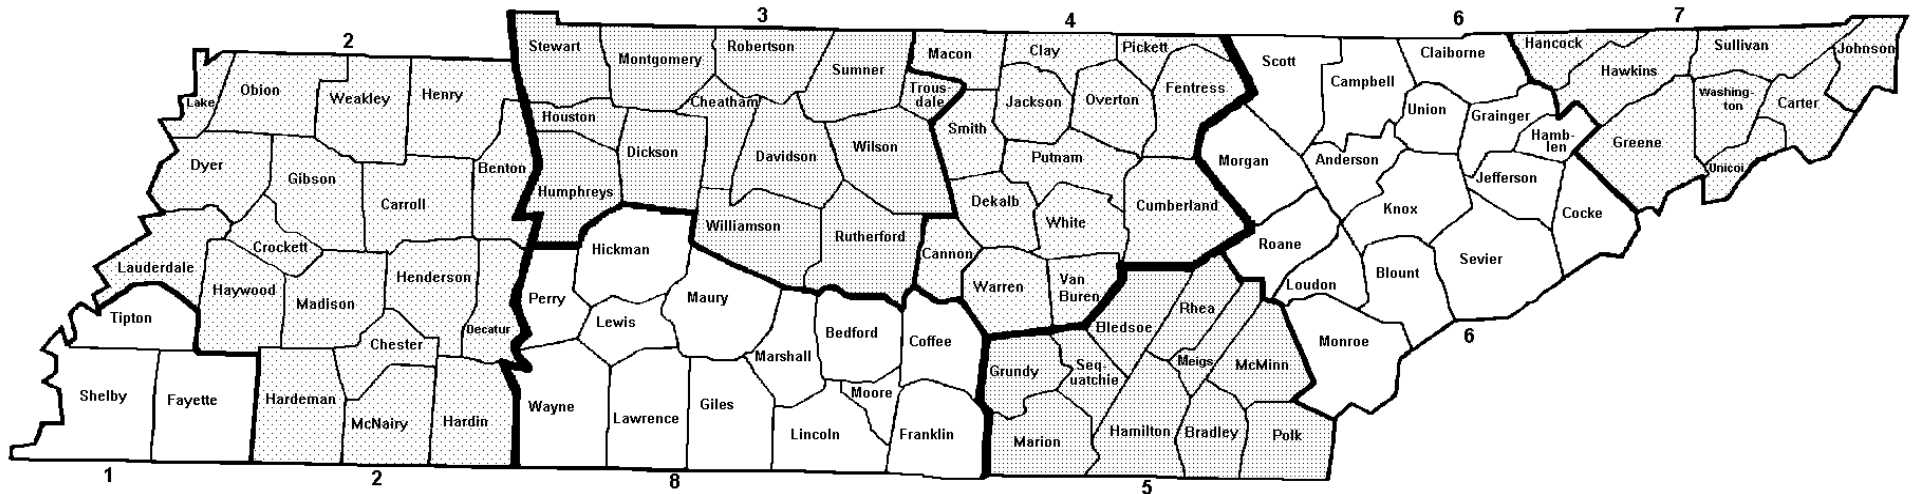 2
3
4
6
7
Stewart
Montgomery
Robertson
Sumner
Macon
Clay
Pickett
Scott
Campbell
Claiborne
Hancock
Hawkins
Sullivan
Johnson
Lake
Obion
Weakley
Henry
Houston
Cheatham
Trous-
dale
Jackson
Overton
Fentress
Union
Grainger
Hamb-
len
Washing-
ton
Carter
Greene
Unicoi
Dyer
Gibson
Carroll
Benton
Humphreys
Dickson
Davidson
Wilson
Smith
Putnam
Morgan
Anderson
Jefferson
Cocke
Knox
Crockett
Lauderdale
Haywood
Madison
Henderson
Decatur
Perry
Hickman
Williamson
Rutherford
Cannon
Dekalb
White
Cumberland
Roane
Loudon
Blount
Sevier
Tipton
Chester
Lewis
Maury
Marshall
Bedford
Coffee
Warren
Van
Buren
Bledsoe
Rhea
Meigs
McMinn
Monroe
6
Shelby
Fayette
Hardeman
McNairy
Hardin
Wayne
Lawrence
Giles
Lincoln
Moore
Franklin
Grundy
Seq-
uatchie
Marion
Hamilton
Bradley
Polk
1
2
8
5